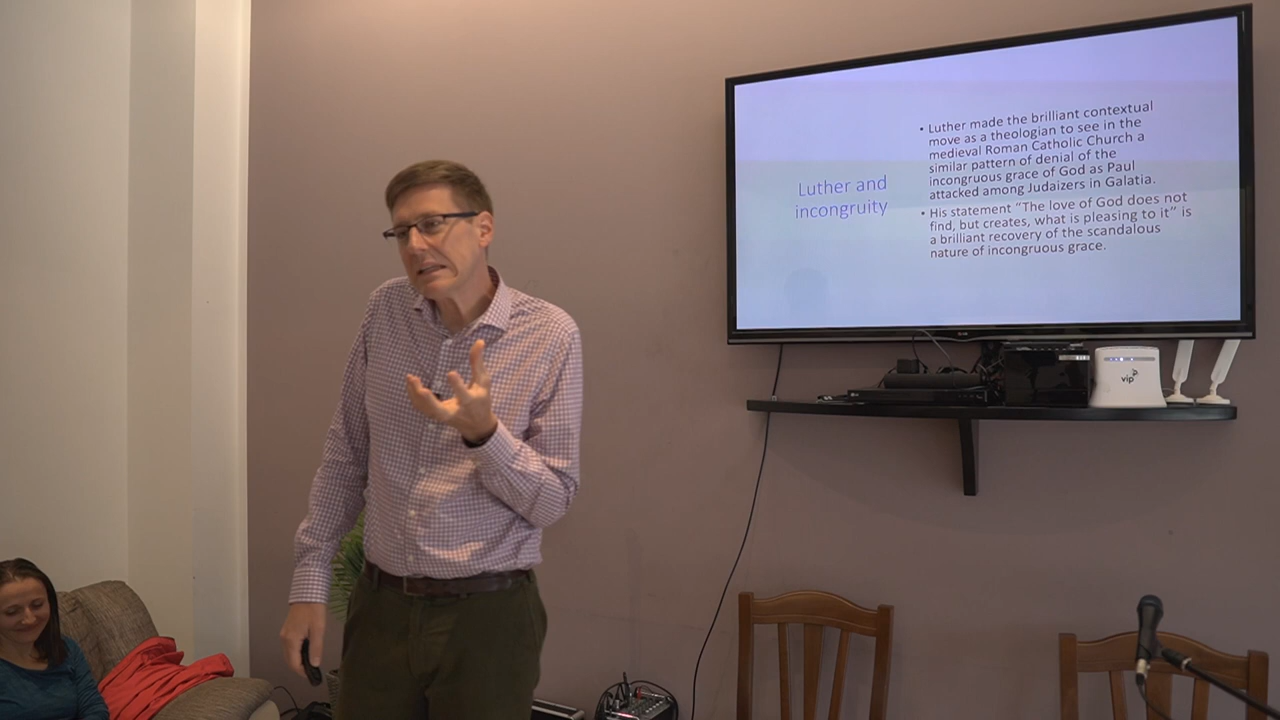 Luther and
incongruity
• Luther made the brilliant contextual
move as a theologian to see in the
medieval Roman Catholic Church a
similar pattern of denial of the
incongruous grace of God as Paul
attacked among Judaizers in Galatia.
• His statement “The love of God does not
find, but creates, what is pleasing to it” is
a brilliant recovery of the scandalous
nature of incongruous grace.
vip